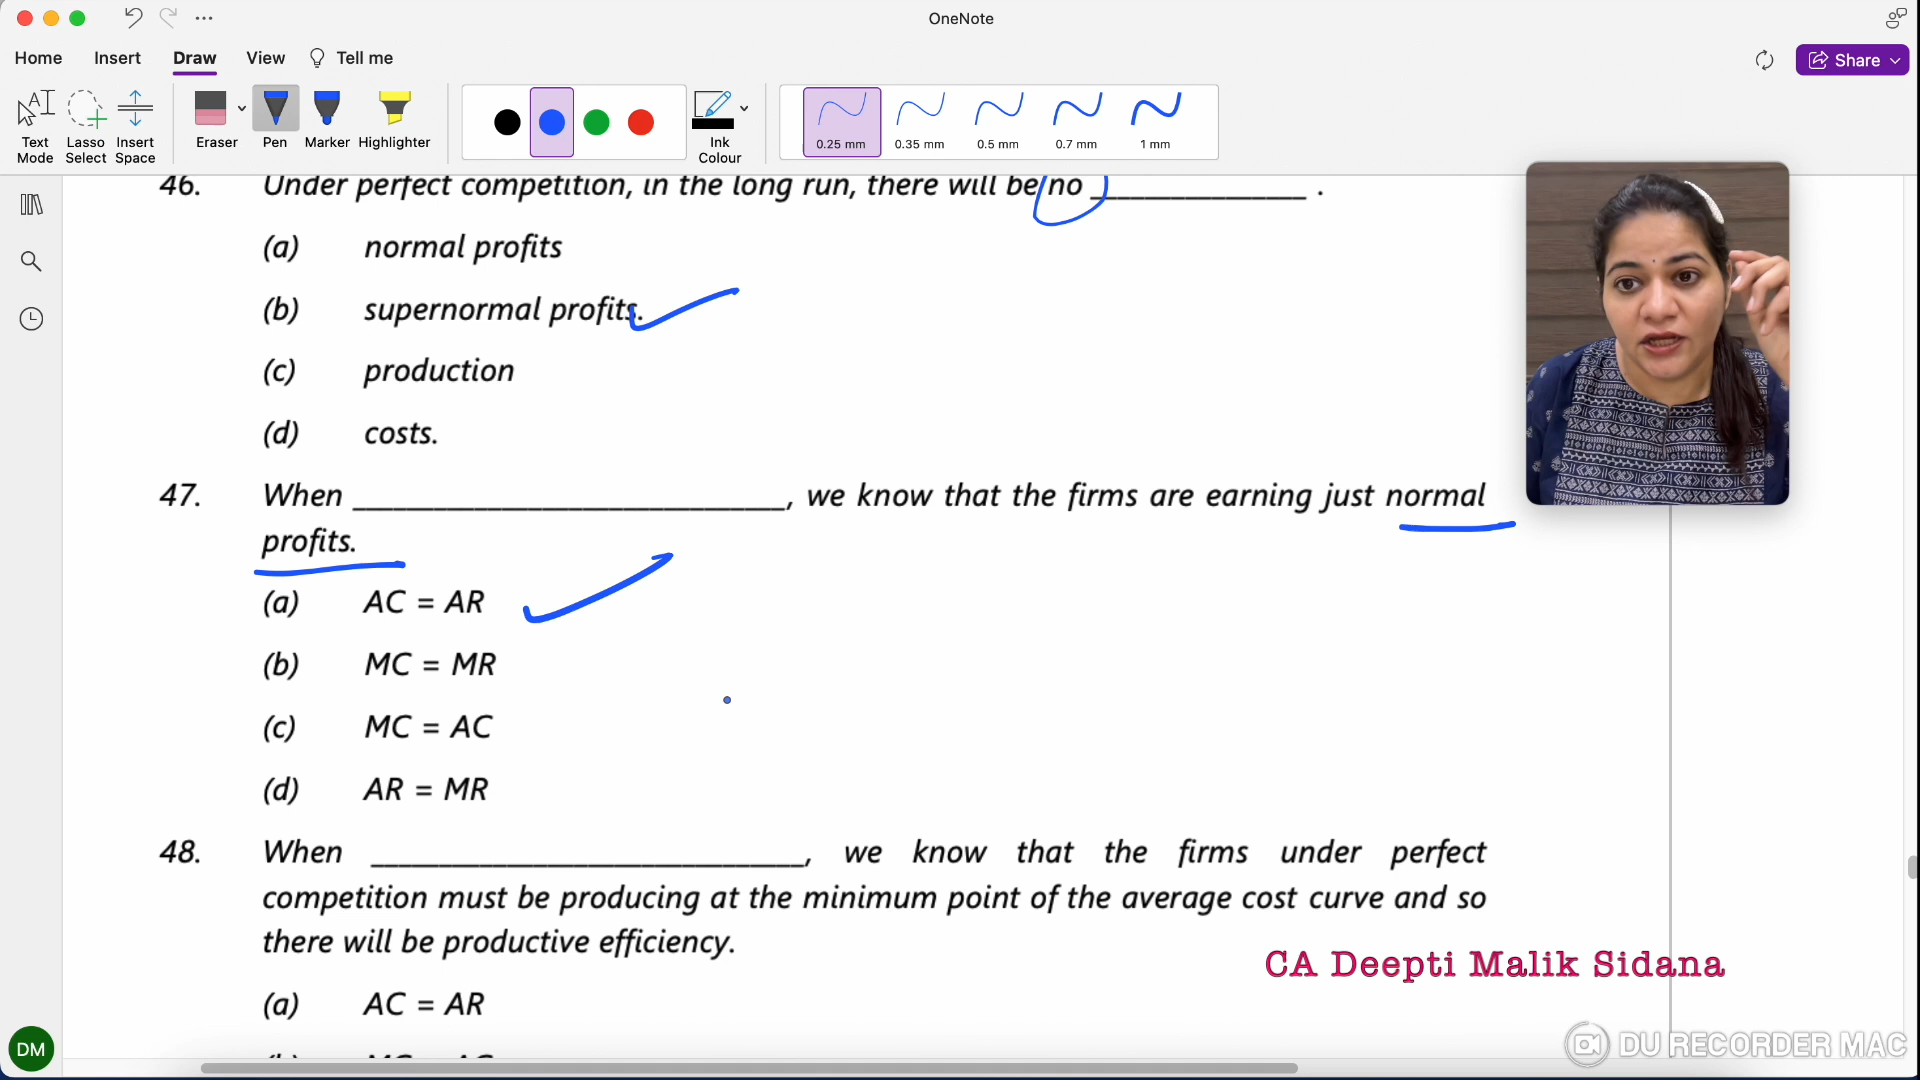 OneNote
Home Insert Draw View Tell me
Share
Text Mode
Lasso Select
Insert Space
Eraser
Pen
Marker
Highlighter
Ink Colour
0.25 mm
0.35 mm
0.5 mm
0.7 mm
1 mm
46. Under perfect competition, in the long run, there will be no _______________ .
(a) normal profits
(b) supernormal profits.
(c) production
(d) costs.
47. When ______________________________, we know that the firms are earning just normal
profits.
(a) AC = AR
(b) MC = MR
(c) MC = AC
(d) AR = MR
48. When ______________________________, we know that the firms under perfect
competition must be producing at the minimum point of the average cost curve and so
there will be productive efficiency.
(a) AC = AR
CA Deepti Malik Sidana
DM
DU RECORDER MAC